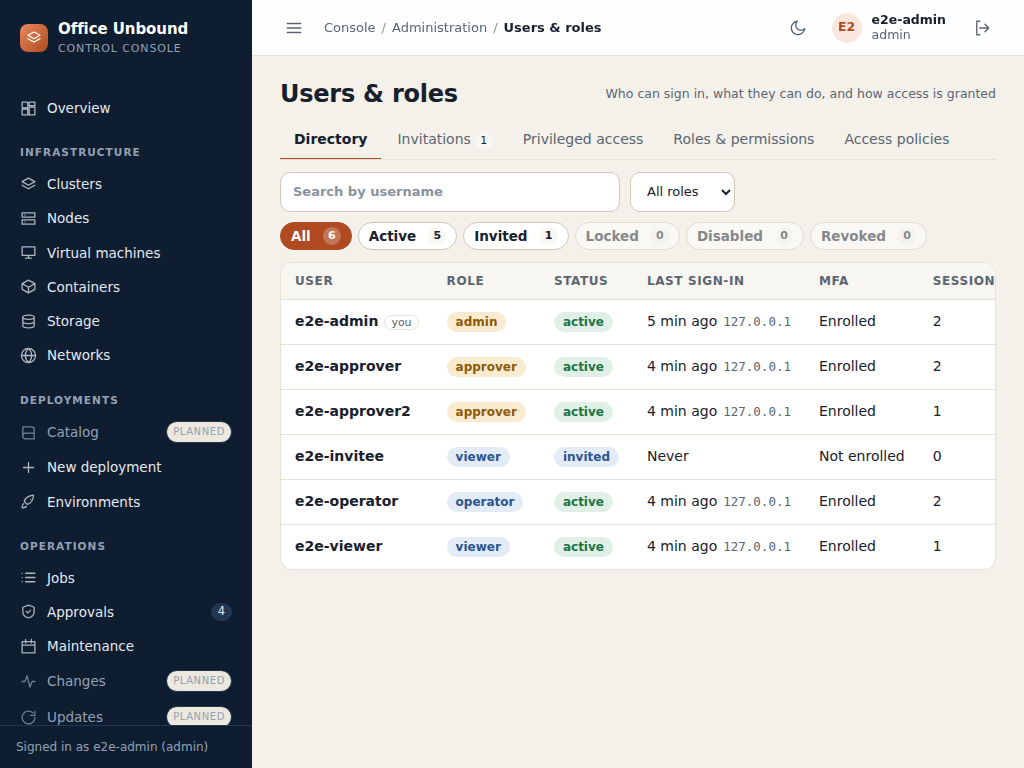 Office Unbound
CONTROL CONSOLE
Overview
INFRASTRUCTURE
Clusters
Nodes
Virtual machines
Containers
Storage
Networks
DEPLOYMENTS
Catalog PLANNED
New deployment
Environments
OPERATIONS
Jobs
Approvals 4
Maintenance
Changes PLANNED
Updates PLANNED
Signed in as e2e-admin (admin)
Console / Administration / Users & roles
E2 e2e-admin
admin
Users & roles
Who can sign in, what they can do, and how access is granted
Directory Invitations 1 Privileged access Roles & permissions Access policies
Search by username All roles
All 6 Active 5 Invited 1 Locked 0 Disabled 0 Revoked 0
USER ROLE STATUS LAST SIGN-IN MFA SESSION
e2e-admin you admin active 5 min ago 127.0.0.1 Enrolled 2
e2e-approver approver active 4 min ago 127.0.0.1 Enrolled 2
e2e-approver2 approver active 4 min ago 127.0.0.1 Enrolled 1
e2e-invitee viewer invited Never Not enrolled 0
e2e-operator operator active 4 min ago 127.0.0.1 Enrolled 2
e2e-viewer viewer active 4 min ago 127.0.0.1 Enrolled 1